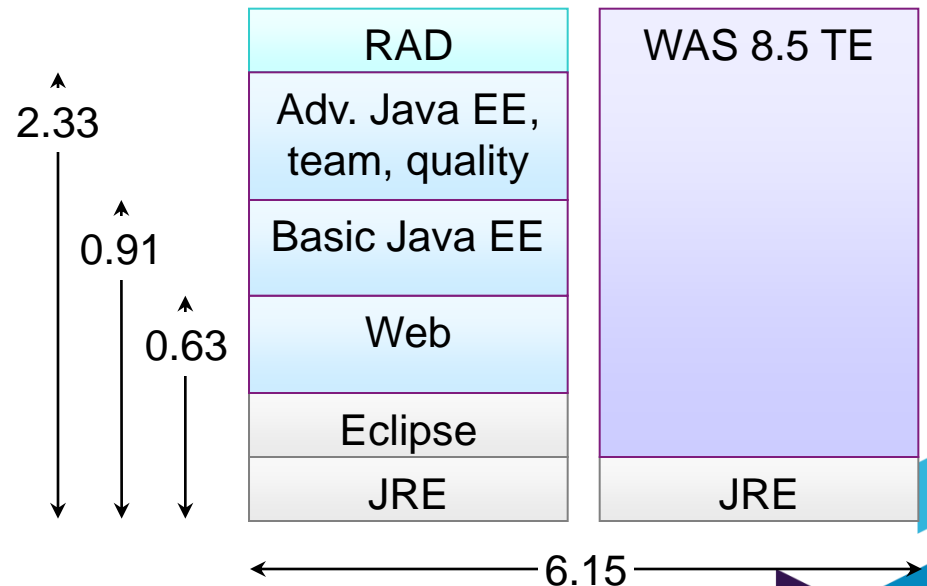 RAD
WAS 8.5 TE
2.33
Adv. Java EE,
team, quality
0.91
Basic Java EE
0.63
Web
Eclipse
JRE
JRE
6.15